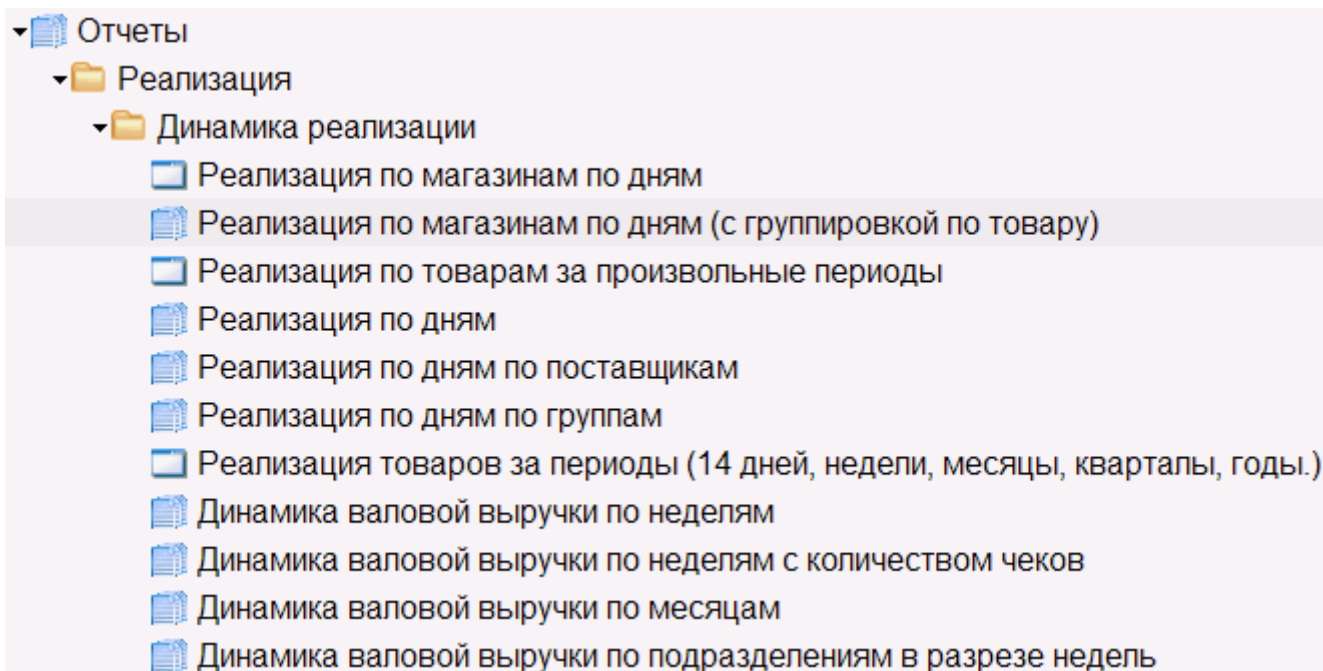 Отчеты
Реализация
Динамика реализации
Реализация по магазинам по дням
Реализация по магазинам по дням (с группировкой по товару)
Реализация по товарам за произвольные периоды
Реализация по дням
Реализация по дням по поставщикам
Реализация по дням по группам
Реализация товаров за периоды (14 дней, недели, месяцы, кварталы, годы.)
Динамика валовой выручки по неделям
Динамика валовой выручки по неделям с количеством чеков
Динамика валовой выручки по месяцам
Динамика валовой выручки по подразделениям в разрезе недель